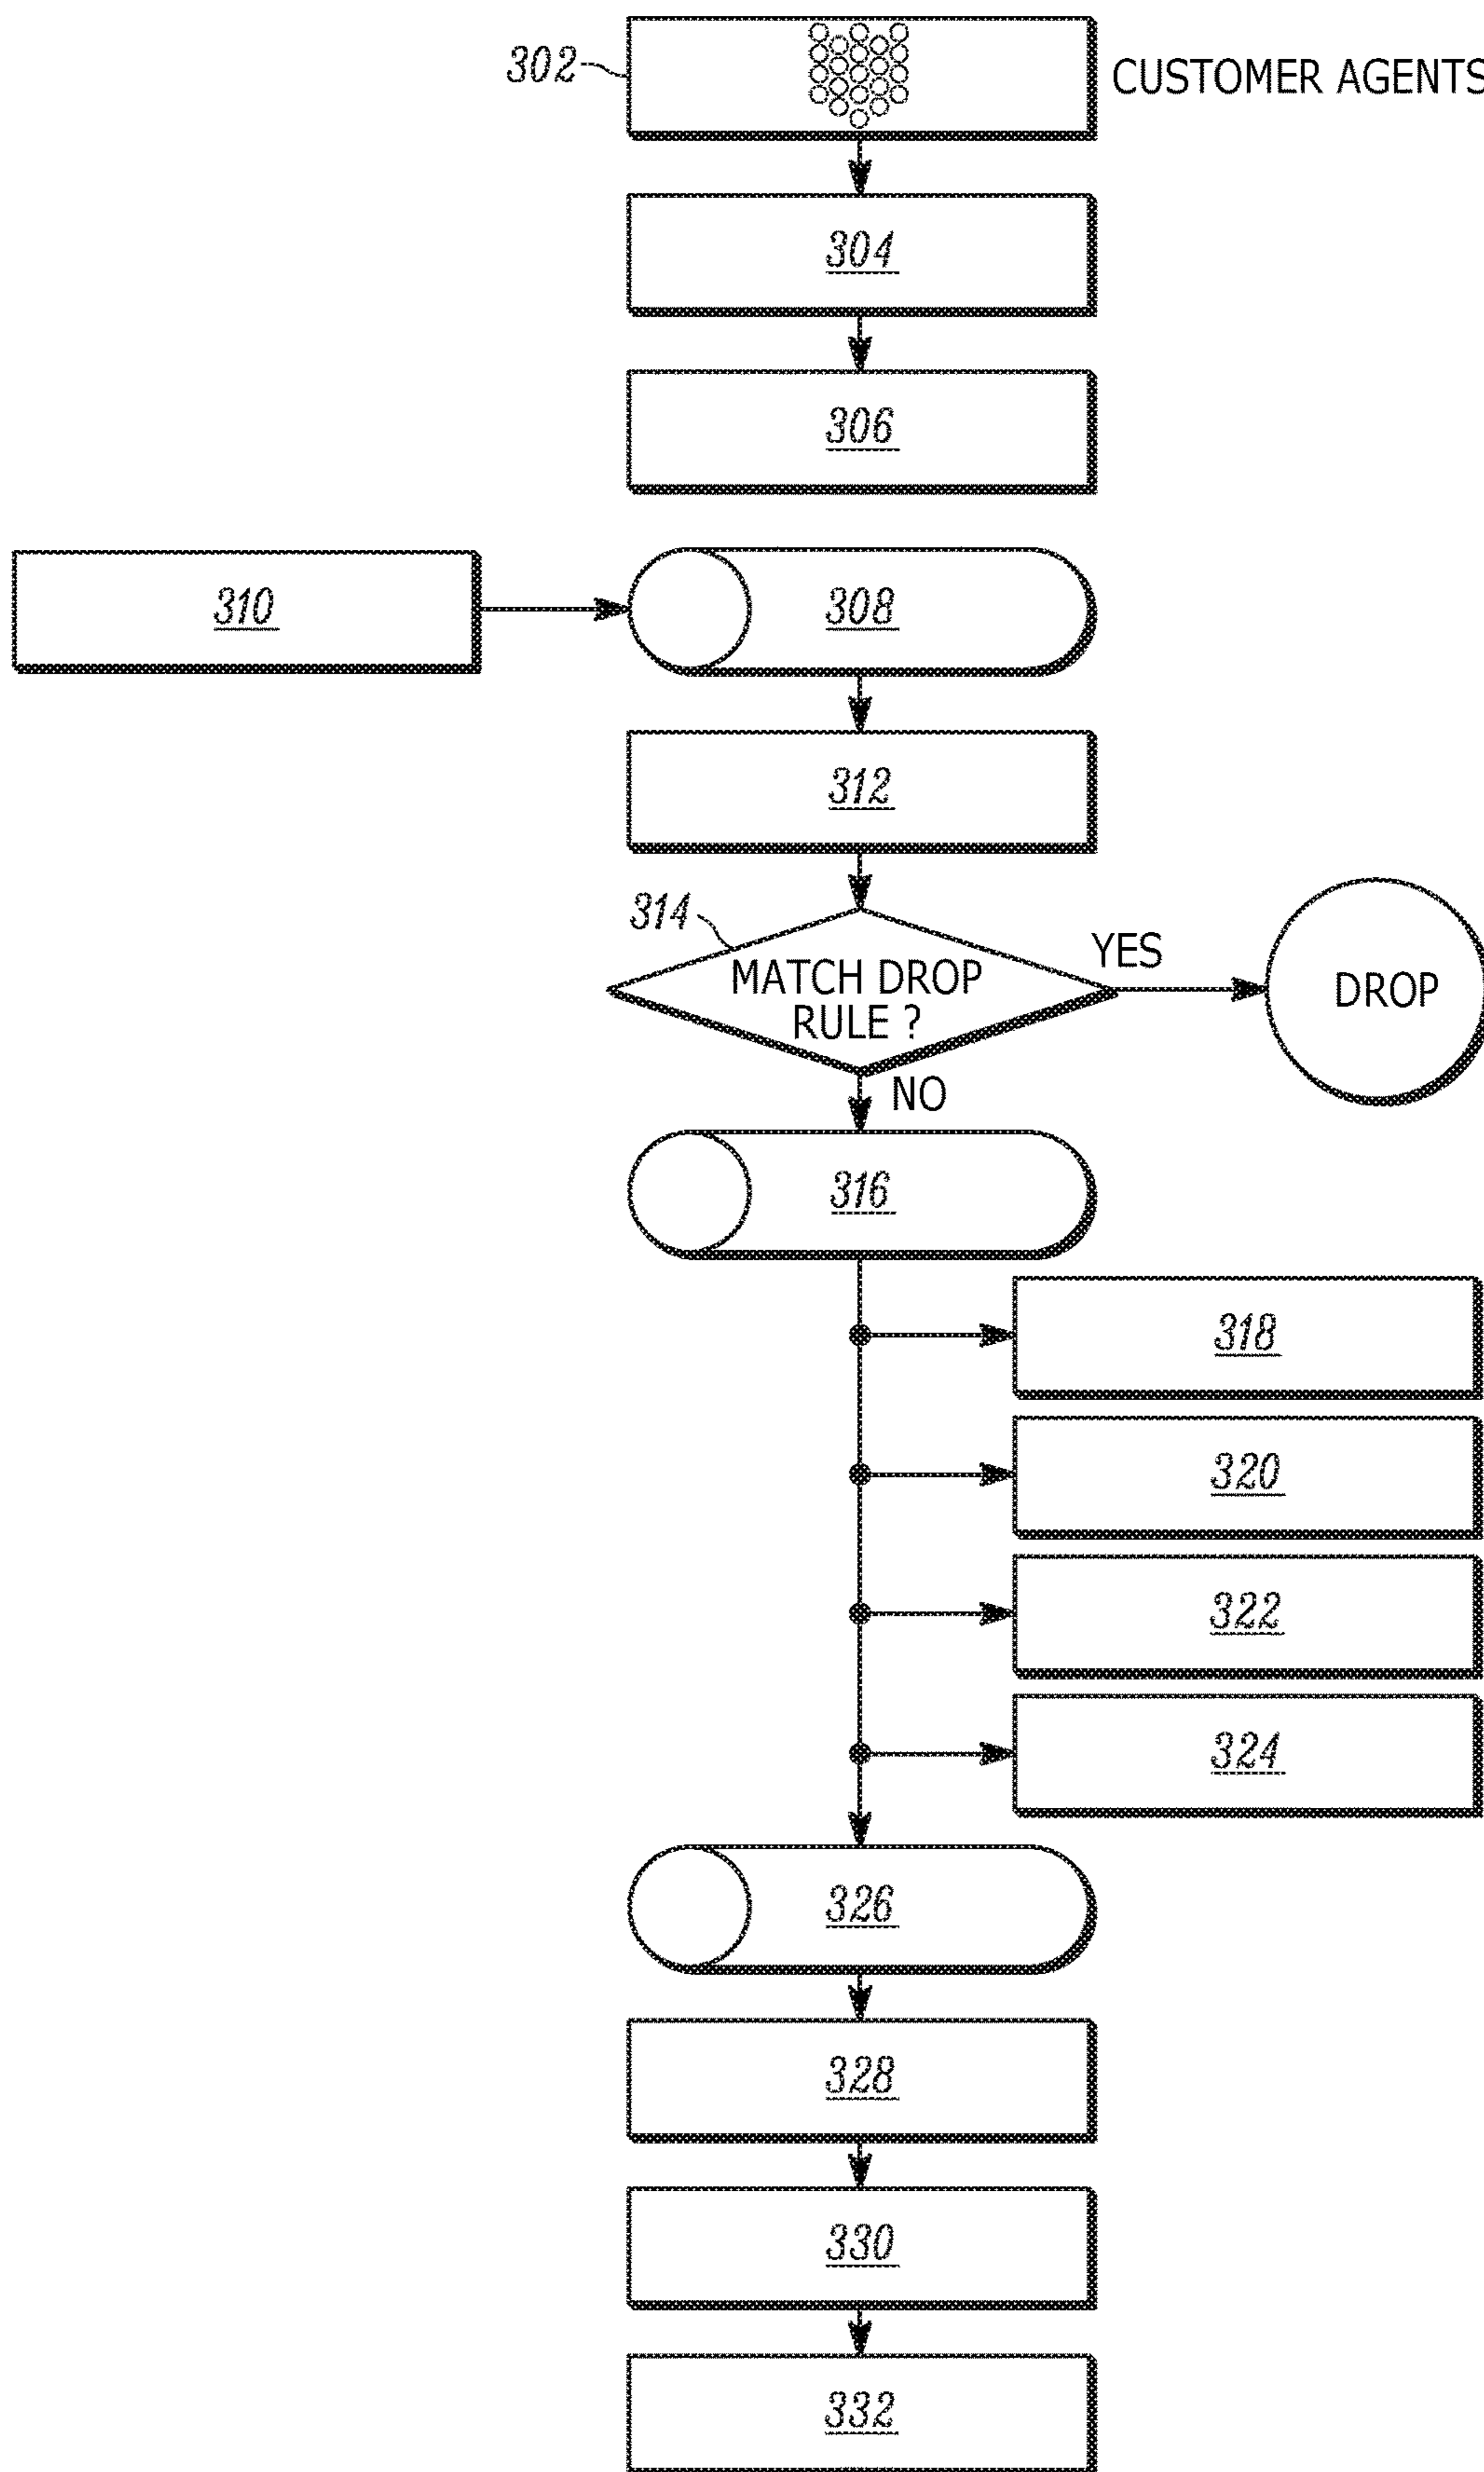 302
CUSTOMER AGENTS
304
306
310
308
312
314
MATCH DROP
RULE ?
YES
DROP
NO
316
318
320
322
324
326
328
330
332